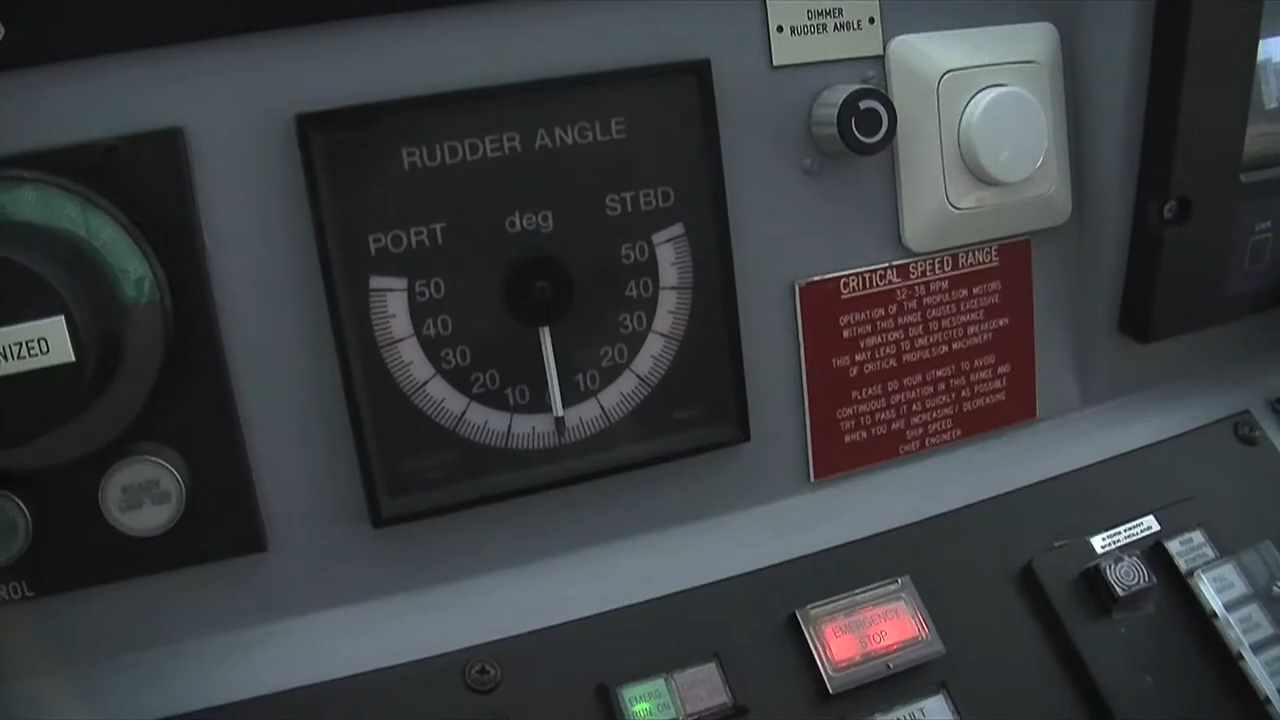 DIMMER
RUDDER ANGLE
RUDDER ANGLE
deg
PORT
STBD
50
40
30
20
10
10
20
30
40
50
NIZED
CRITICAL SPEED RANGE
32-38 RPM
OPERATION OF THE PROPULSION MOTORS
WITHIN THIS RANGE CAUSES EXCESSIVE
VIBRATIONS DUE TO RESONANCE
THIS MAY LEAD TO UNEXPECTED BREAKDOWN
OF CRITICAL PROPULSION MACHINERY
PLEASE DO YOUR UTMOST TO AVOID
CONTINUOUS OPERATION IN THIS RANGE AND
TRY TO PASS IT AS QUICKLY AS POSSIBLE
WHEN YOU ARE INCREASING/ DECREASING
SHIP SPEED
CHIEF ENGINEER
ROL
EMERGENCY
STOP
EMERG.
RUN ON
AULT